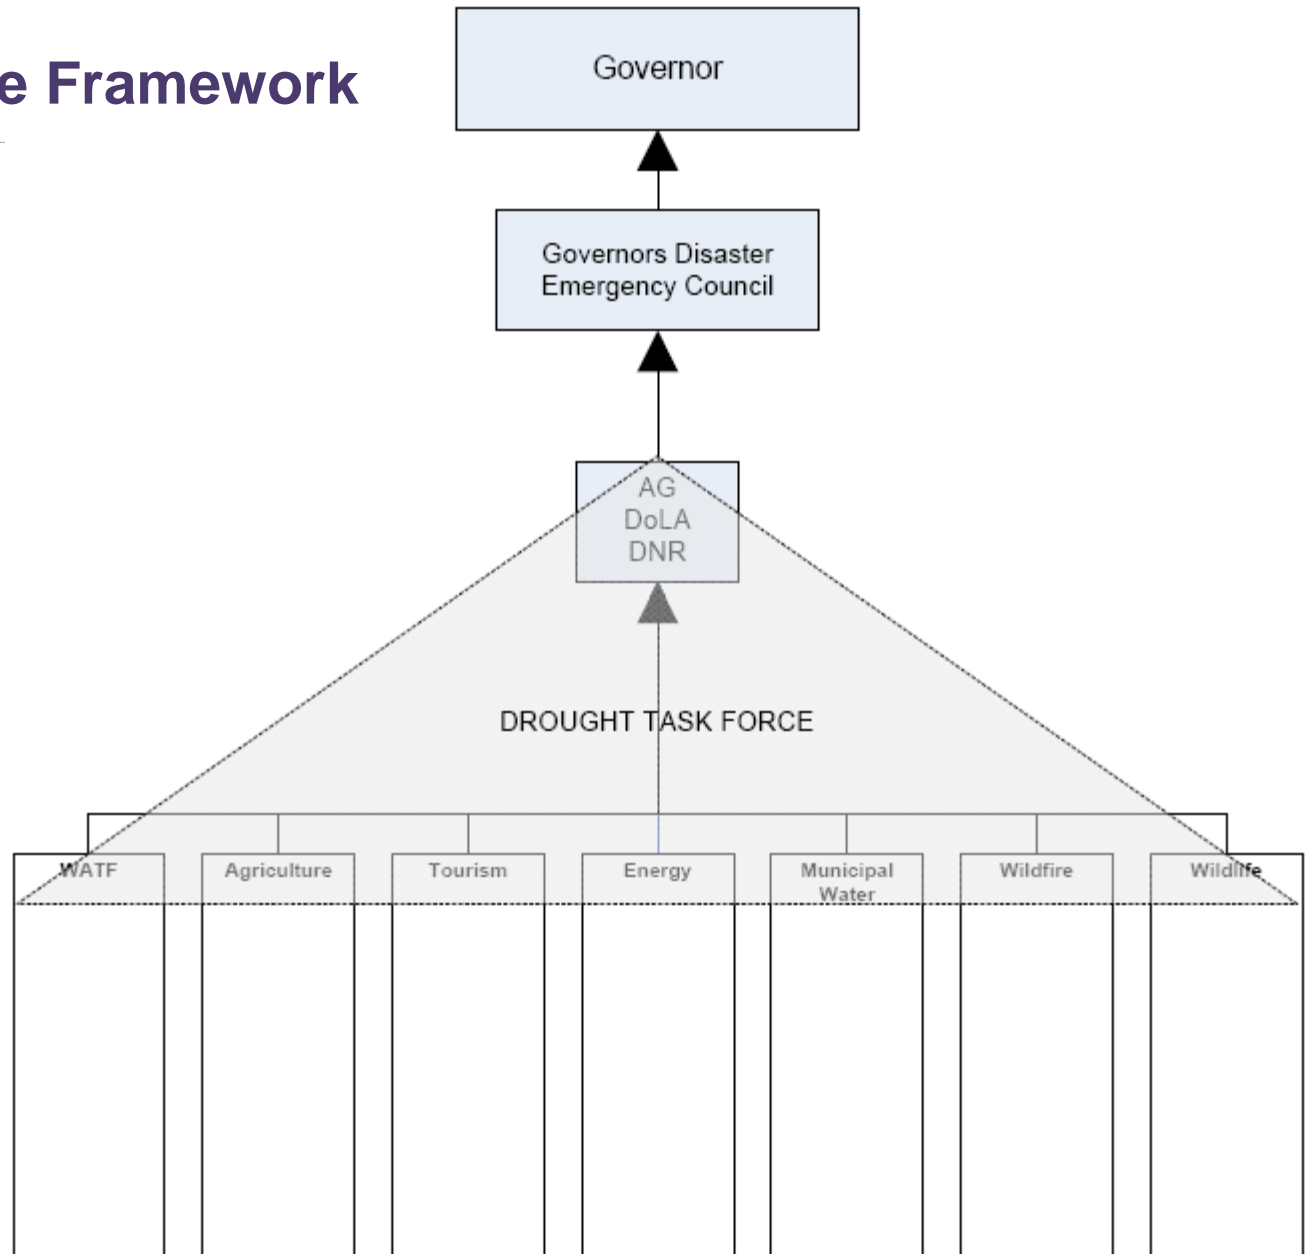 e Framework
Governor
Governors Disaster
Emergency Council
AG
DoLA
DNR
DROUGHT TASK FORCE
WATF
Agriculture
Tourism
Energy
Municipal
Water
Wildfire
Wildlife